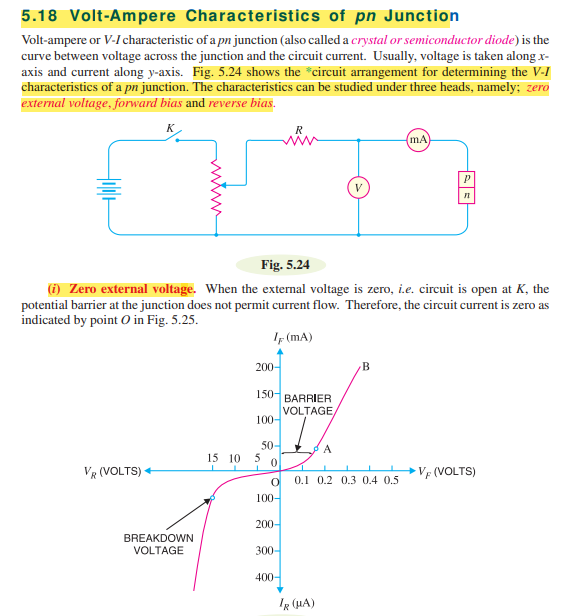 5.18 Volt-Ampere Characteristics of pn Junction
Volt-ampere or V-I characteristic of a pn junction (also called a crystal or semiconductor diode) is the
curve between voltage across the junction and the circuit current. Usually, voltage is taken along x-
axis and current along y-axis. Fig. 5.24 shows the *circuit arrangement for determining the V-I
characteristics of a pn junction. The characteristics can be studied under three heads, namely; zero
external voltage, forward bias and reverse bias.
K
R
mA
V
p
n
Fig. 5.24
(i) Zero external voltage. When the external voltage is zero, i.e. circuit is open at K, the
potential barrier at the junction does not permit current flow. Therefore, the circuit current is zero as
indicated by point O in Fig. 5.25.
I_F (mA)
200
B
150
BARRIER
VOLTAGE
100
50
A
15 10 5 0
V_R (VOLTS)
V_F (VOLTS)
O 0.1 0.2 0.3 0.4 0.5
100
200
BREAKDOWN
VOLTAGE
300
400
I_R (μA)